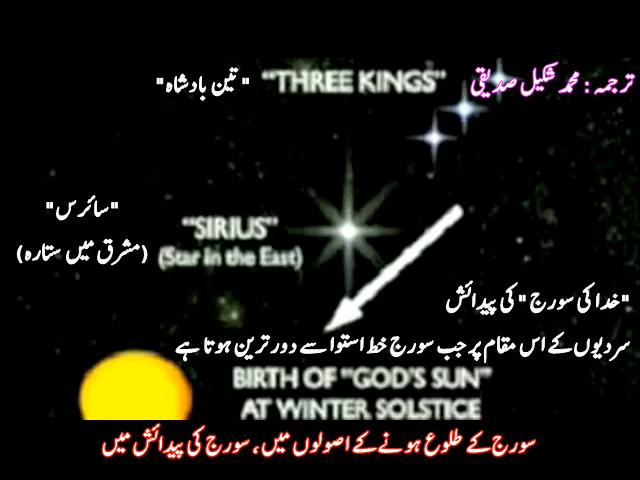 ترجمہ : محمد شکیل صدیقی
"THREE KINGS" "تین بادشاہ"
"سائرس"
"SIRIUS"
(مشرق میں ستارہ)
(Star in the East)
"خدا کی سورج" کی پیدائش
سردیوں کے اس مقام پر جب سورج خط استوا سے دور ترین ہوتا ہے
BIRTH OF "GOD'S SUN"
AT WINTER SOLSTICE
سورج کے طلوع ہونے کے اصولوں میں، سورج کی پیدائش میں